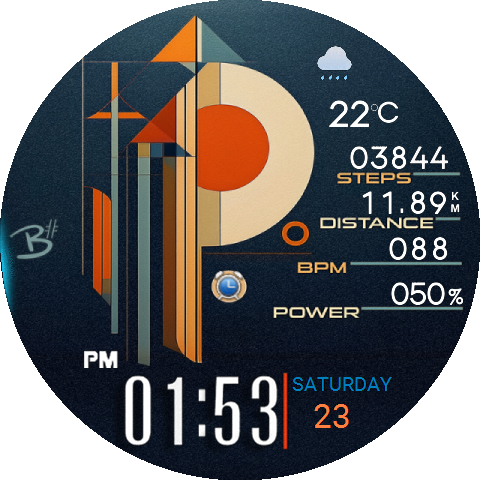 22°C
03844
STEPS
11.89 KM
DISTANCE
088
BPM
050%
POWER
PM
01:53
SATURDAY
23